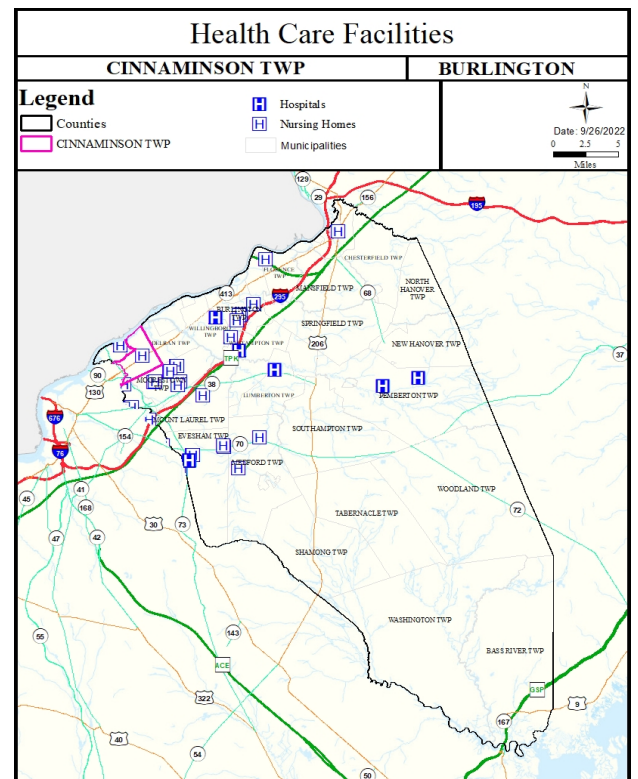 Health Care Facilities
CINNAMINSON TWP
BURLINGTON
Legend
Counties
CINNAMINSON TWP
H Hospitals
H Nursing Homes
Municipalities
N
Date: 9/26/2022
0 2.5 5
Miles
129
29
156
195
CHESTERFIELD TWP
FLORENCE
TWP
413
295
MANSFIELD TWP
68
NORTH
HANOVER
TWP
WILLINGBORO
TWP
SPRINGFIELD TWP
206
NEW HANOVER TWP
37
DELRAN TWP
TPK
90
130
38
LUMBERTON TWP
PEMBERTON TWP
MOUNT LAUREL TWP
154
EVESHAM TWP
70
SOUTHAMPTON TWP
676
76
45
41
168
WOODLAND TWP
72
TABERNACLE TWP
47
42
30
73
SHAMONG TWP
WASHINGTON TWP
55
143
BASS RIVER TWP
ACE
GSP
322
9
167
40
54
50